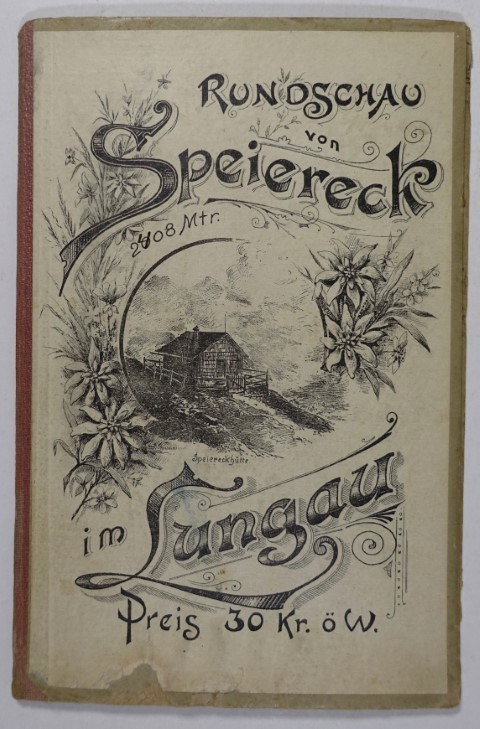 RUNDSCHAU
von
Speiereck
2408 Mtr.
Speiereckhütte
im Lungau
Preis 30 Kr. ö W.